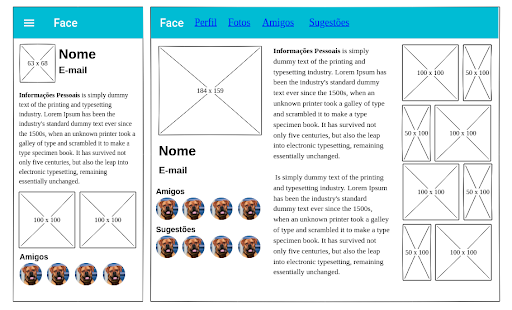 Face
63 x 68
Nome
E-mail
Informações Pessoais is simply
dummy text of the printing and typesetting
industry. Lorem Ipsum has been the
industry's standard dummy text ever since
the 1500s, when an unknown printer took a
galley of type and scrambled it to make a
type specimen book. It has survived not
only five centuries, but also the leap into
electronic typesetting, remaining
essentially unchanged.
100 x 100
100 x 100
Amigos
Face Perfil Fotos Amigos Sugestões
184 x 159
Nome
E-mail
Amigos
Sugestões
Informações Pessoais is simply
dummy text of the printing and
typesetting industry. Lorem Ipsum has
been the industry's standard dummy
text ever since the 1500s, when an
unknown printer took a galley of type
and scrambled it to make a type
specimen book. It has survived not
only five centuries, but also the leap
into electronic typesetting, remaining
essentially unchanged.
Is simply dummy text of the printing
and typesetting industry. Lorem Ipsum
has been the industry's standard
dummy text ever since the 1500s,
when an unknown printer took a galley
of type and scrambled it to make a
type specimen book. It has survived
not only five centuries, but also the
leap into electronic typesetting,
remaining essentially unchanged.
100 x 100
50 x 100
50 x 100
100 x 100
100 x 100
50 x 100
50 x 100
100 x 100